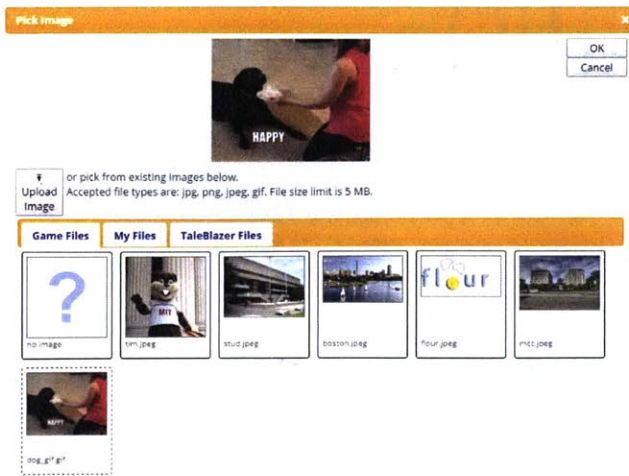 Pick Image x
OK
Cancel
HAPPY
Upload
Image
or pick from existing images below.
Accepted file types are: jpg, png, jpeg, gif. File size limit is 5 MB.
Game Files My Files TaleBlazer Files
?
MIT
flour
no image tim.jpeg stud.jpeg boston.jpeg flour.jpeg mcc.jpeg
HAPPY
dog_gif.gif